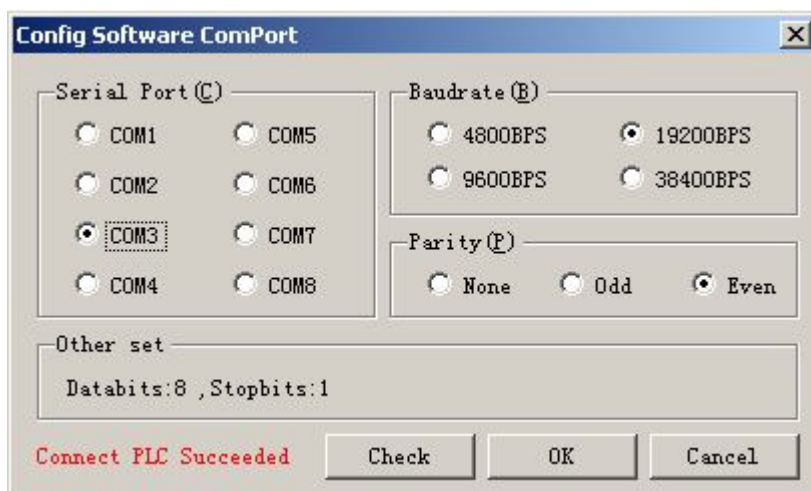 Config Software ComPort
Serial Port(C)
COM1 COM5
COM2 COM6
COM3 COM7
COM4 COM8
Baudrate(B)
4800BPS 19200BPS
9600BPS 38400BPS
Parity(P)
None Odd Even
Other set
Databits:8 ,Stopbits:1
Connect PLC Succeeded
Check OK Cancel